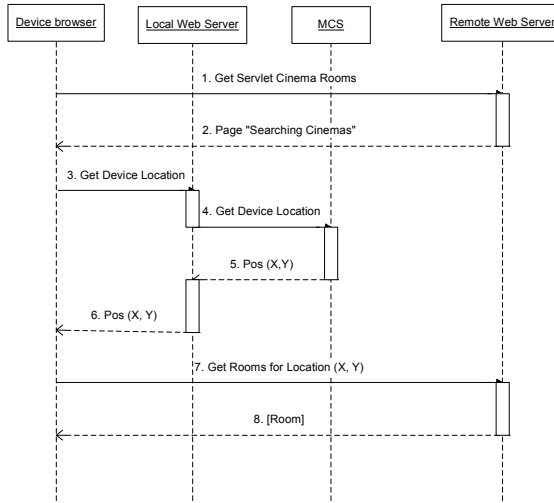 Device browser
Local Web Server
MCS
Remote Web Server
1. Get Servlet Cinema Rooms
2. Page "Searching Cinemas"
3. Get Device Location
4. Get Device Location
5. Pos (X,Y)
6. Pos (X, Y)
7. Get Rooms for Location (X, Y)
8. [Room]